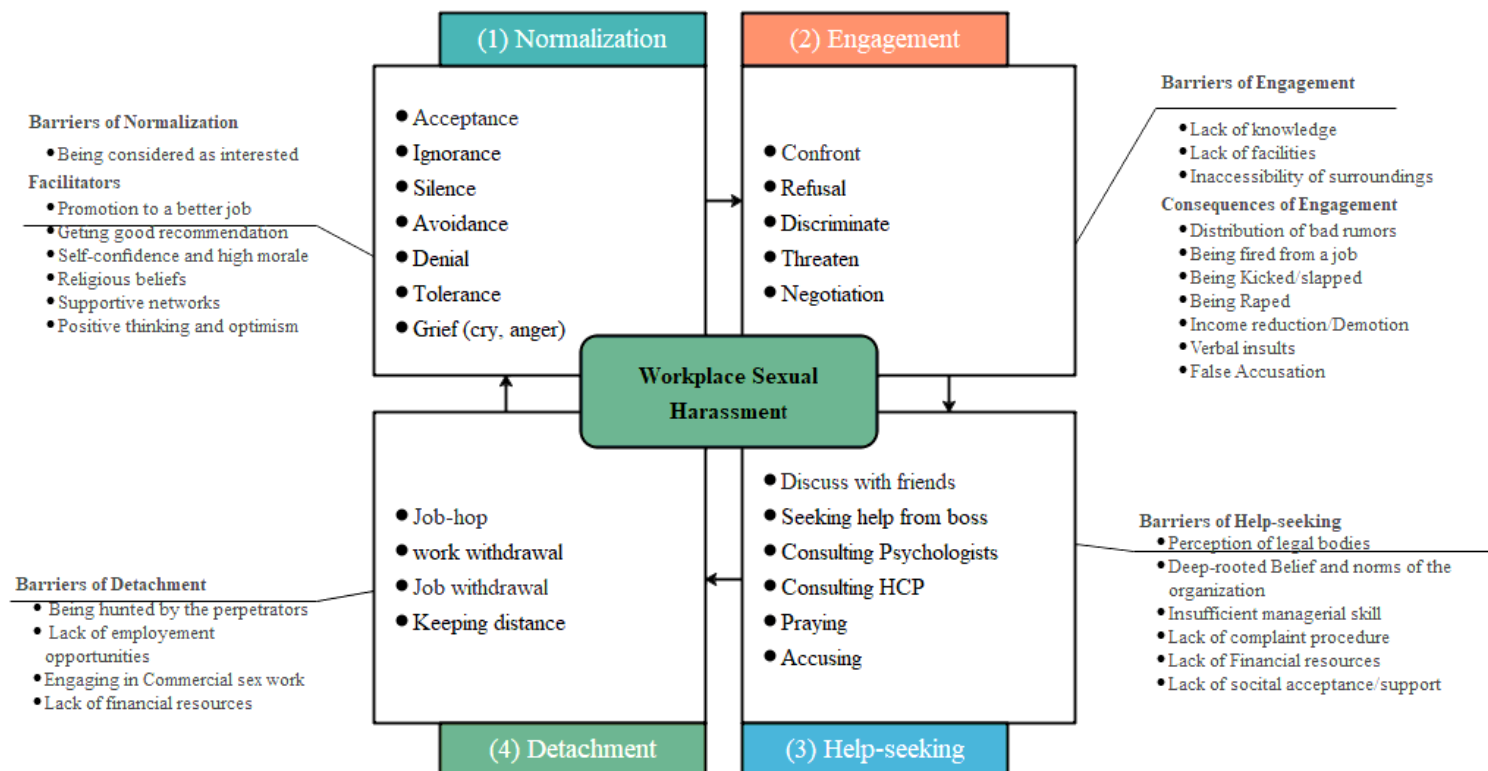 (1) Normalization
(2) Engagement
Barriers of Normalization
● Being considered as interested
Facilitators
● Promotion to a better job
● Geting good recommendation
● Self-confidence and high morale
● Religious beliefs
● Supportive networks
● Positive thinking and optimism
● Acceptance
● Ignorance
● Silence
● Avoidance
● Denial
● Tolerance
● Grief (cry, anger)
● Confront
● Refusal
● Discriminate
● Threaten
● Negotiation
Barriers of Engagement
● Lack of knowledge
● Lack of facilities
● Inaccessibility of surroundings
Consequences of Engagement
● Distribution of bad rumors
● Being fired from a job
● Being Kicked/slapped
● Being Raped
● Income reduction/Demotion
● Verbal insults
● False Accusation
Workplace Sexual
Harassment
Barriers of Detachment
● Being hunted by the perpetrators
● Lack of employement
opportunities
● Engaging in Commercial sex work
● Lack of financial resources
● Job-hop
● work withdrawal
● Job withdrawal
● Keeping distance
● Discuss with friends
● Seeking help from boss
● Consulting Psychologists
● Consulting HCP
● Praying
● Accusing
Barriers of Help-seeking
● Perception of legal bodies
● Deep-rooted Belief and norms of the
organization
● Insufficient managerial skill
● Lack of complaint procedure
● Lack of Financial resources
● Lack of socital acceptance/support
(4) Detachment
(3) Help-seeking